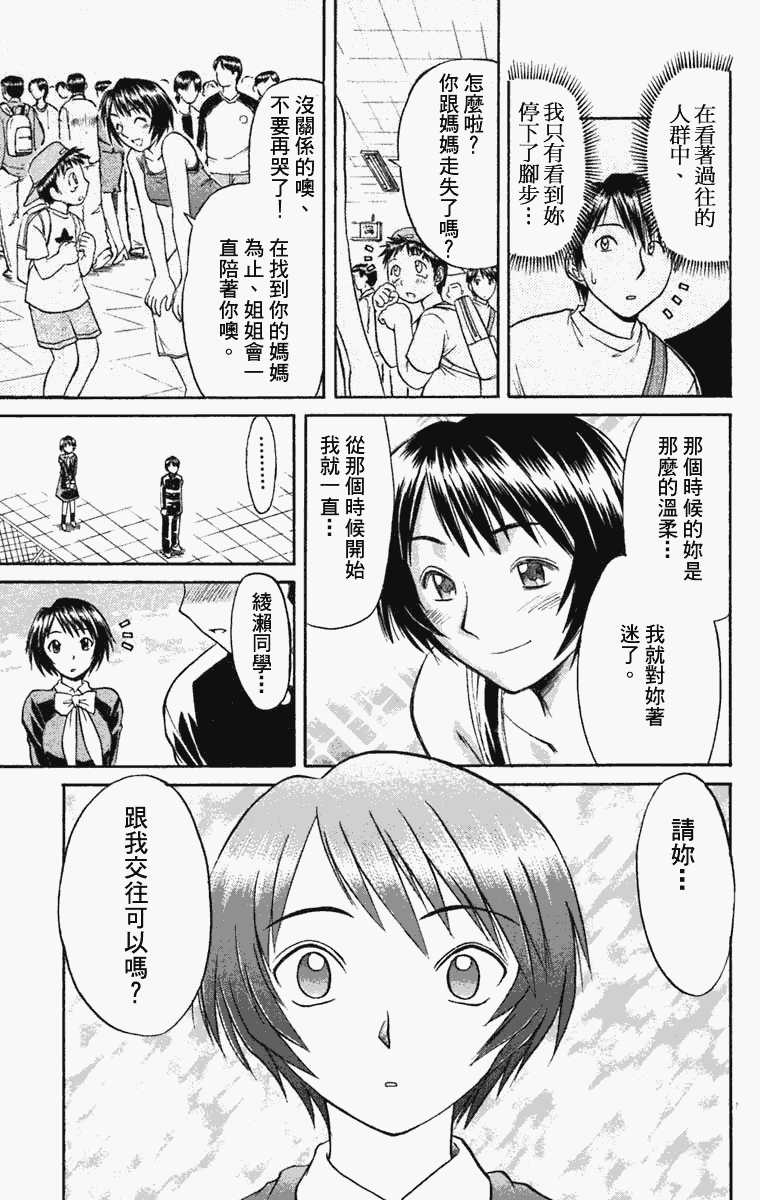 在看著過往的
人群中、
我只有看到妳
停下了腳步…
怎麼啦?
你跟媽媽走失了嗎?
沒關係的噢、
不要再哭了!
在找到你的媽媽
為止、姐姐會一
直陪著你噢。
那個時候的妳是
那麼的溫柔…
我就對妳著
迷了。
從那個時候開始
我就一直…
………
綾瀨同學…
請妳…
跟我交往可以嗎?